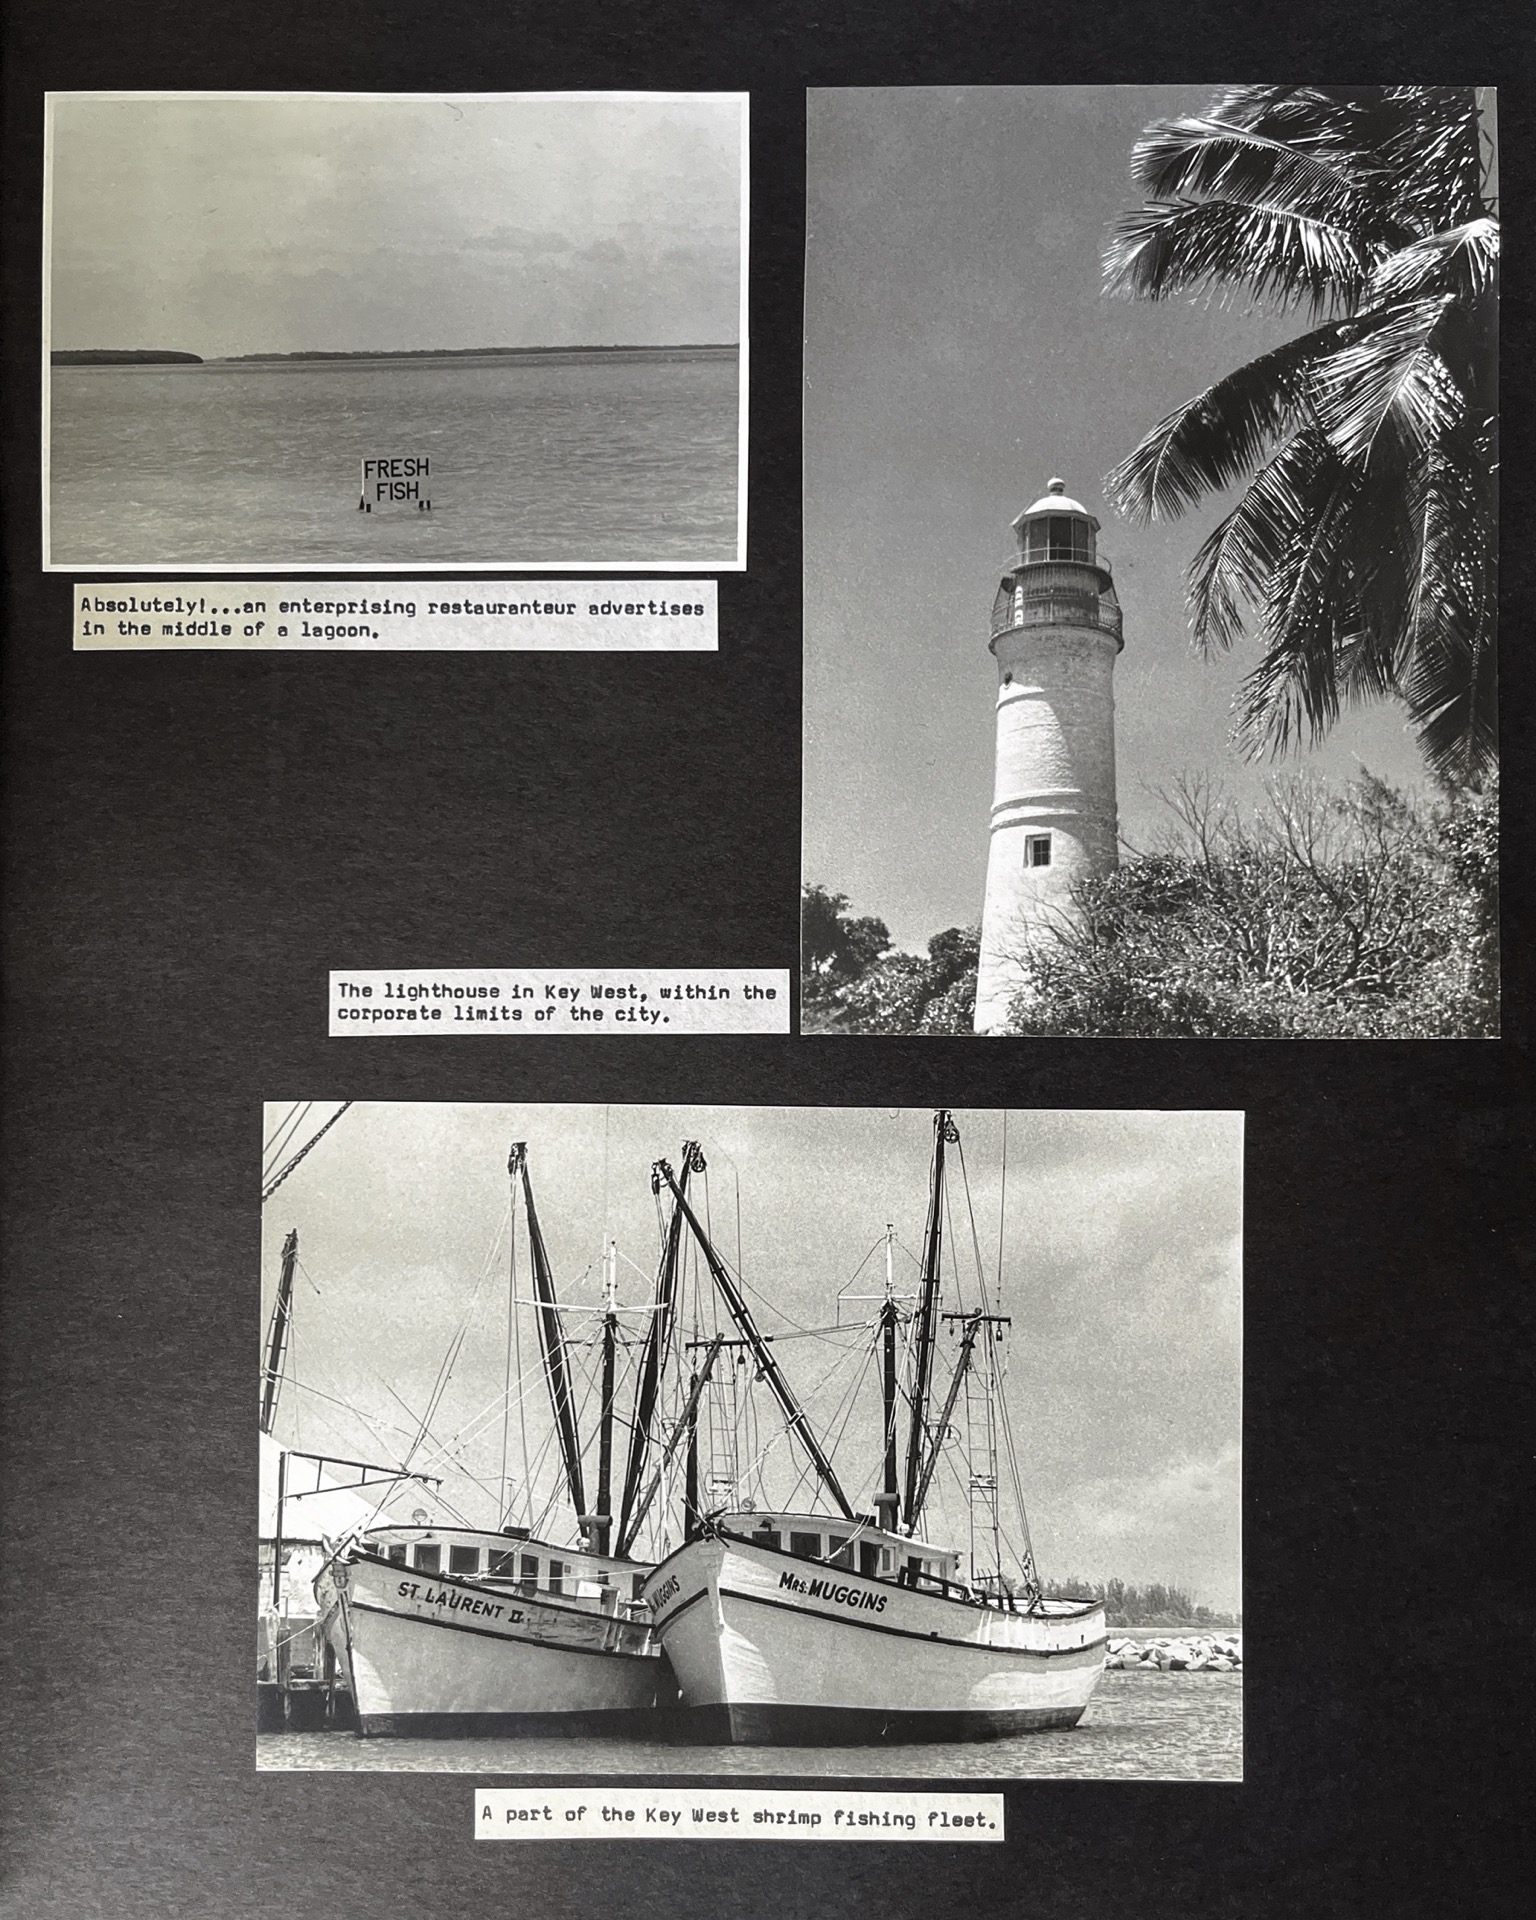 FRESH
FISH
Absolutely!...an enterprising restauranteur advertises
in the middle of a lagoon.
The lighthouse in Key West, within the
corporate limits of the city.
ST. LAURENT II
MUGGINS
MRS. MUGGINS
A part of the Key West shrimp fishing fleet.